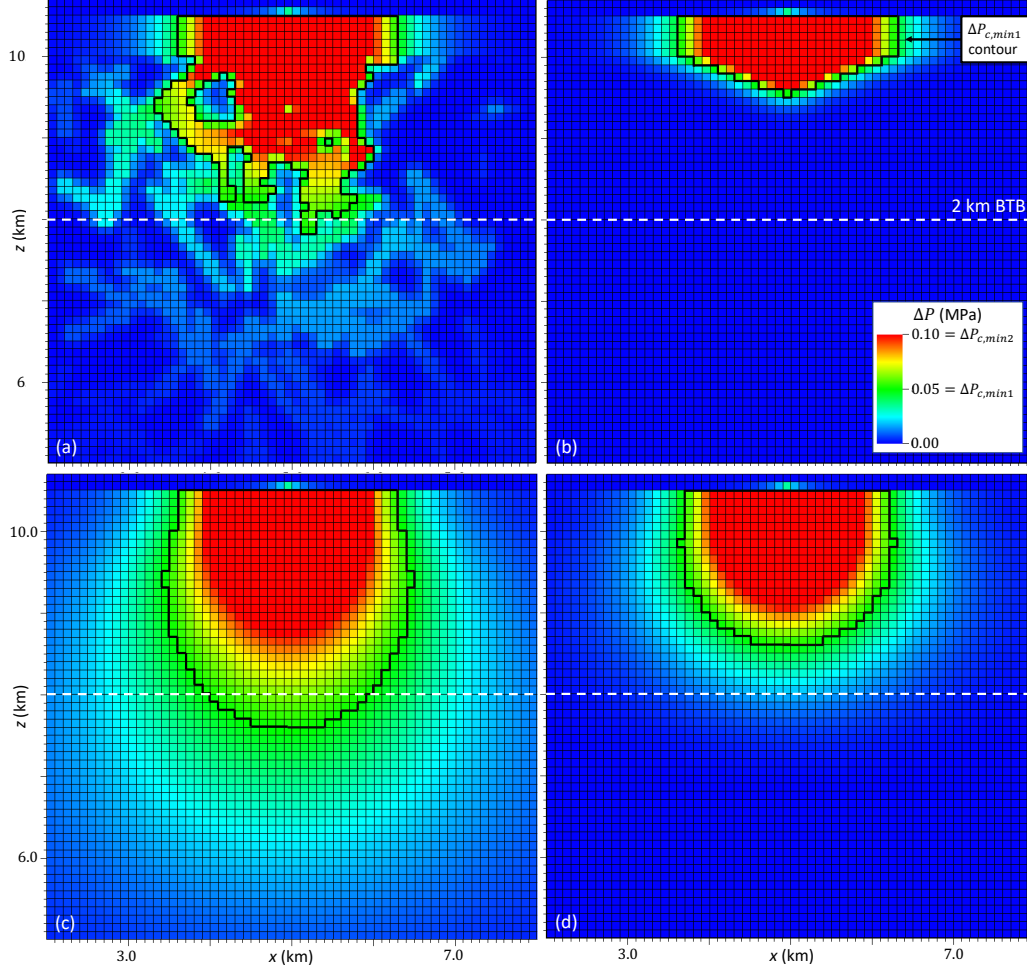 10
z (km)
6
(a)
ΔP_{c,min1}
contour
2 km BTB
ΔP (MPa)
0.10 = ΔP_{c,min2}
0.05 = ΔP_{c,min1}
0.00
(b)
10.0
z (km)
6.0
(c)
(d)
3.0 x (km) 7.0
3.0 x (km) 7.0